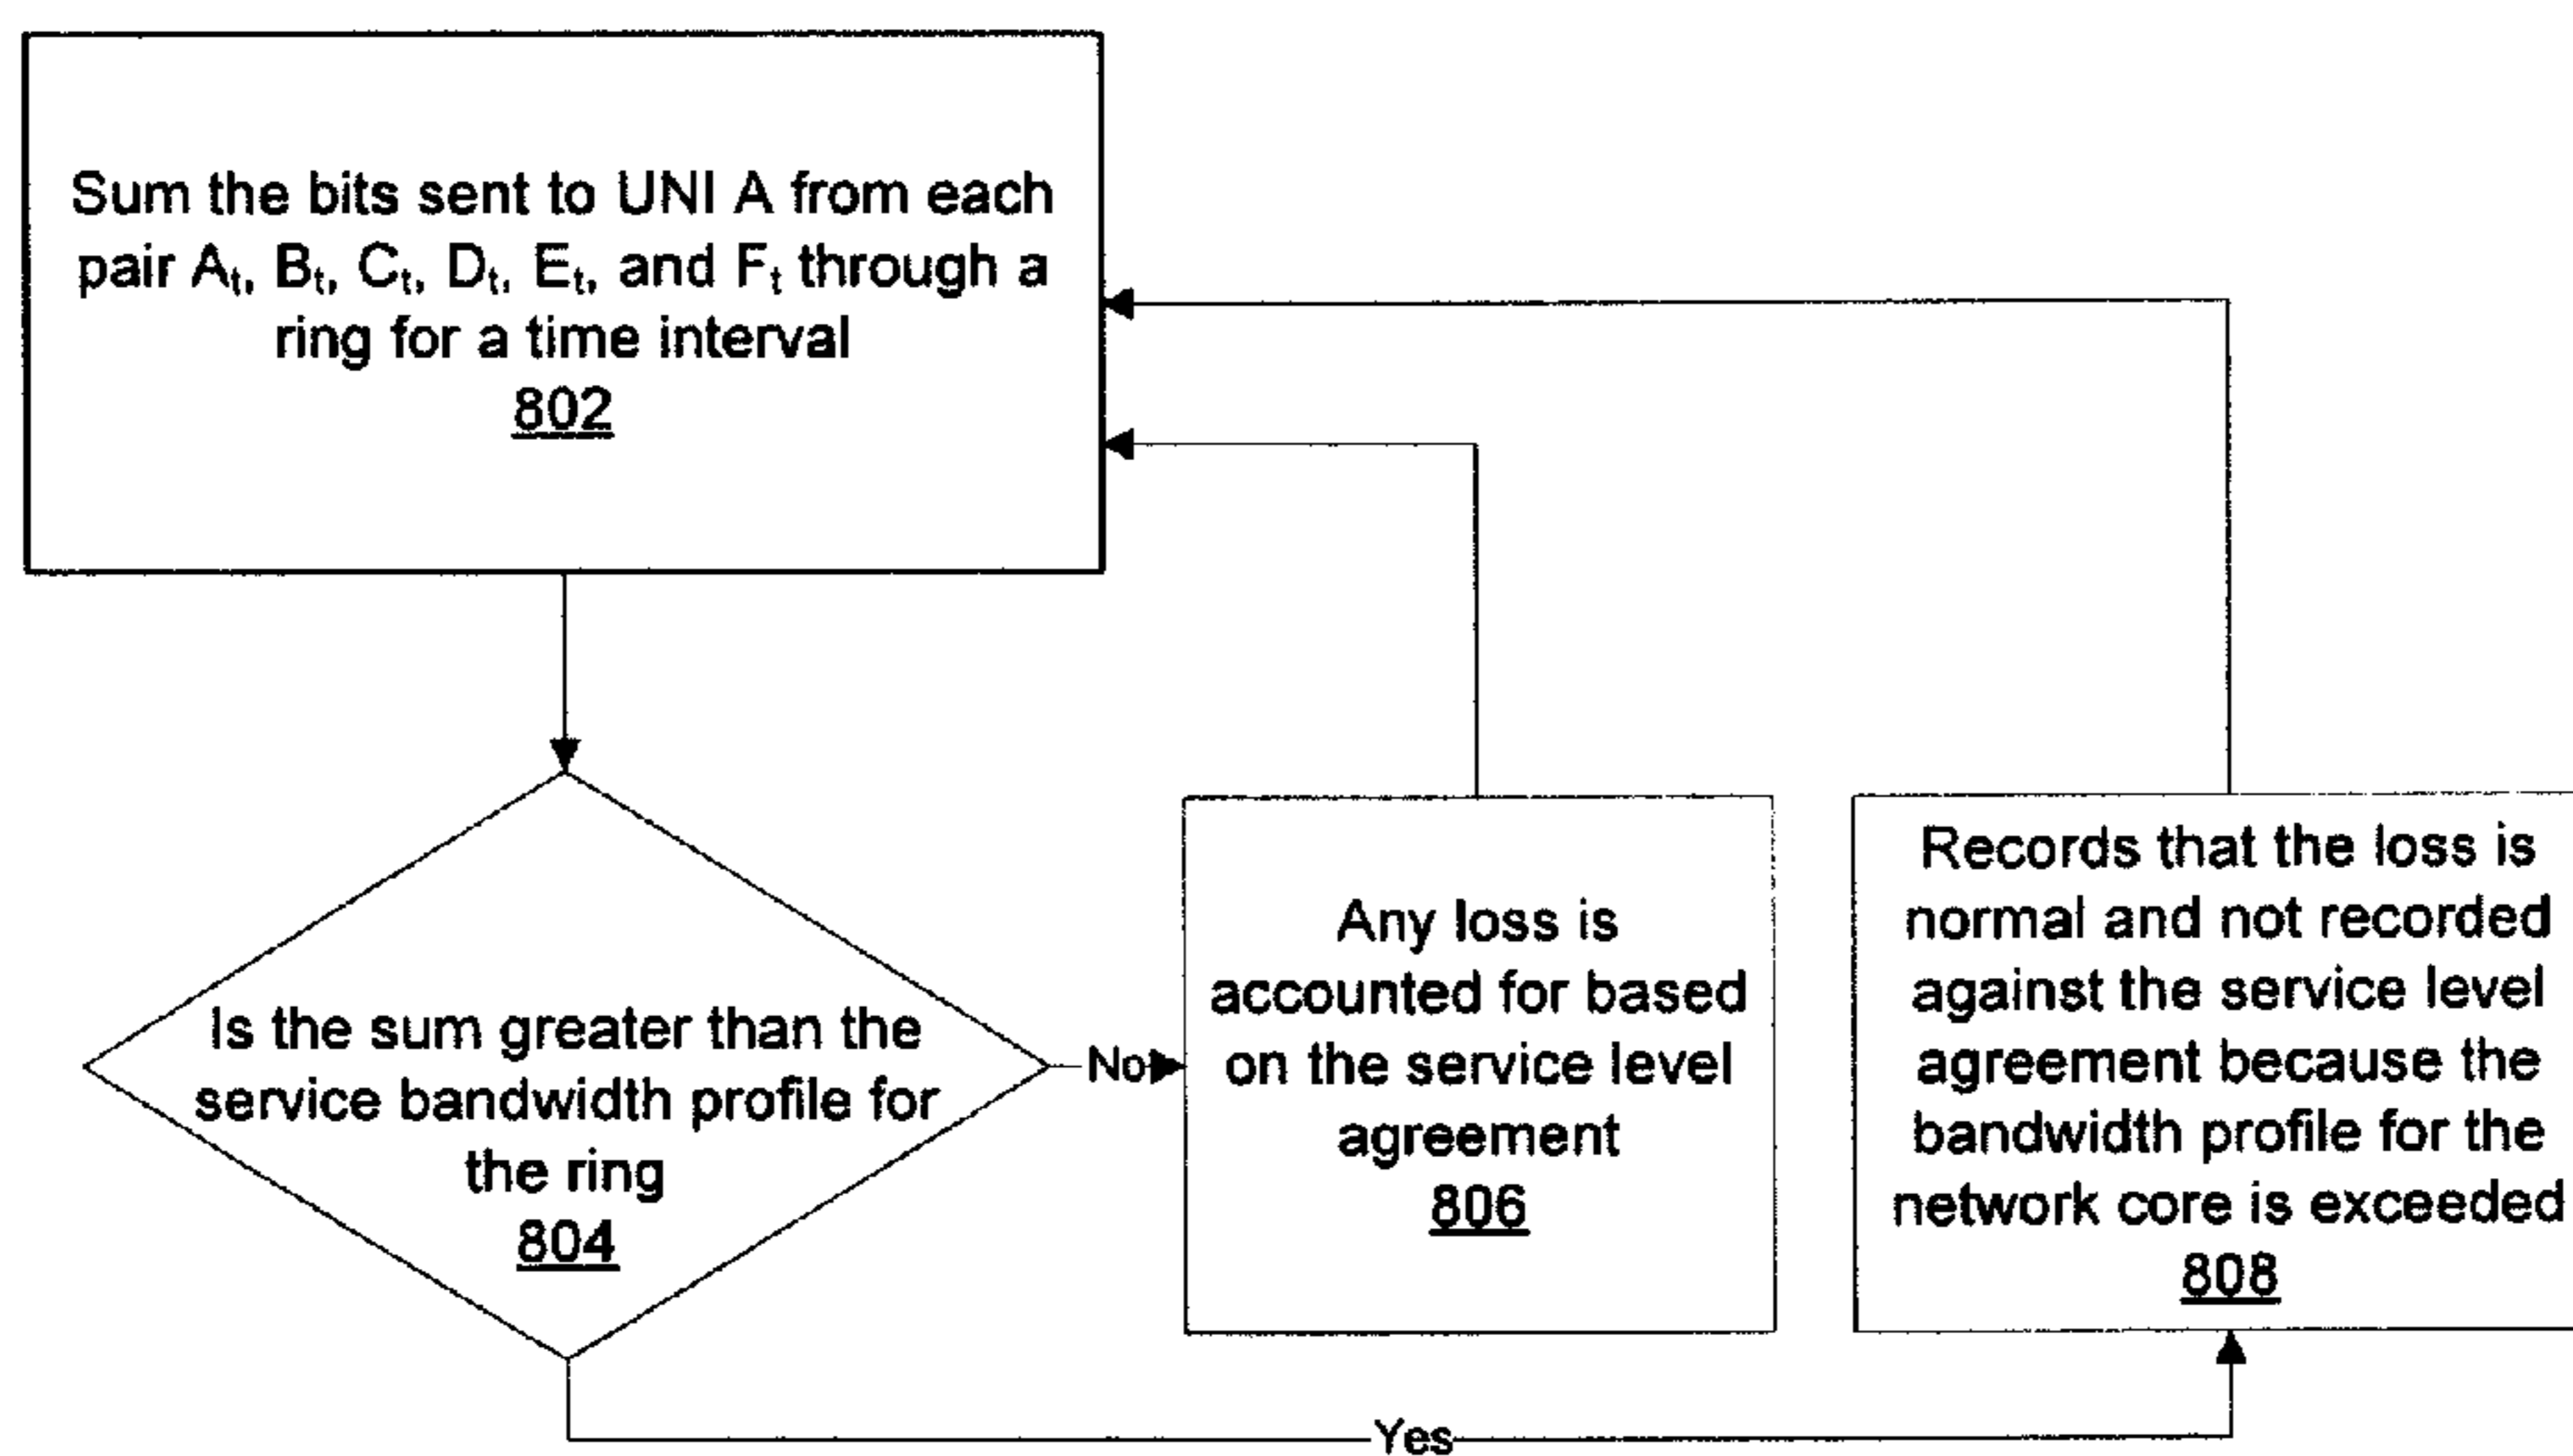 Sum the bits sent to UNI A from each
pair Aₜ, Bₜ, Cₜ, Dₜ, Eₜ, and Fₜ through a
ring for a time interval
802
Is the sum greater than the
service bandwidth profile for
the ring
804
No
Any loss is
accounted for based
on the service level
agreement
806
Records that the loss is
normal and not recorded
against the service level
agreement because the
bandwidth profile for the
network core is exceeded
808
Yes